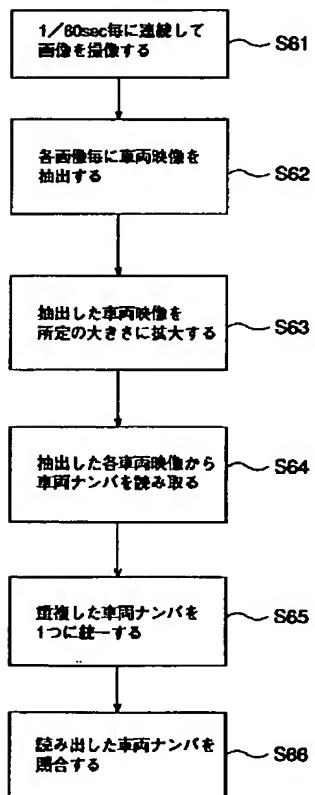 1／60sec毎に連続して
画像を撮像する
S61
各画像毎に車両映像を
抽出する
S62
抽出した車両映像を
所定の大きさに拡大する
S63
抽出した各車両映像から
車両ナンバを読み取る
S64
重複した車両ナンバを
1つに統一する
S65
読み出した車両ナンバを
照合する
S66